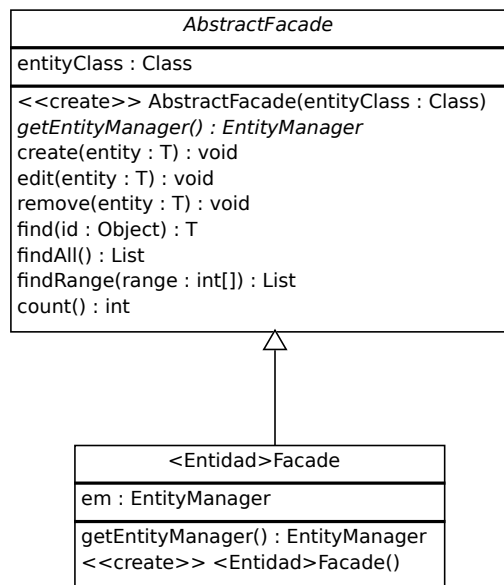 AbstractFacade
entityClass : Class
<<create>> AbstractFacade(entityClass : Class)
getEntityManager() : EntityManager
create(entity : T) : void
edit(entity : T) : void
remove(entity : T) : void
find(id : Object) : T
findAll() : List
findRange(range : int[]) : List
count() : int
<Entidad>Facade
em : EntityManager
getEntityManager() : EntityManager
<<create>> <Entidad>Facade()